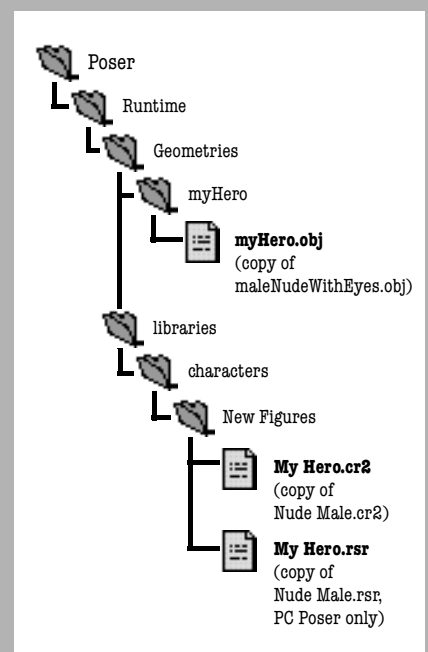 Poser
Runtime
Geometries
myHero
myHero.obj
(copy of
maleNudeWithEyes.obj)
libraries
characters
New Figures
My Hero.cr2
(copy of
Nude Male.cr2)
My Hero.rsr
(copy of
Nude Male.rsr,
PC Poser only)